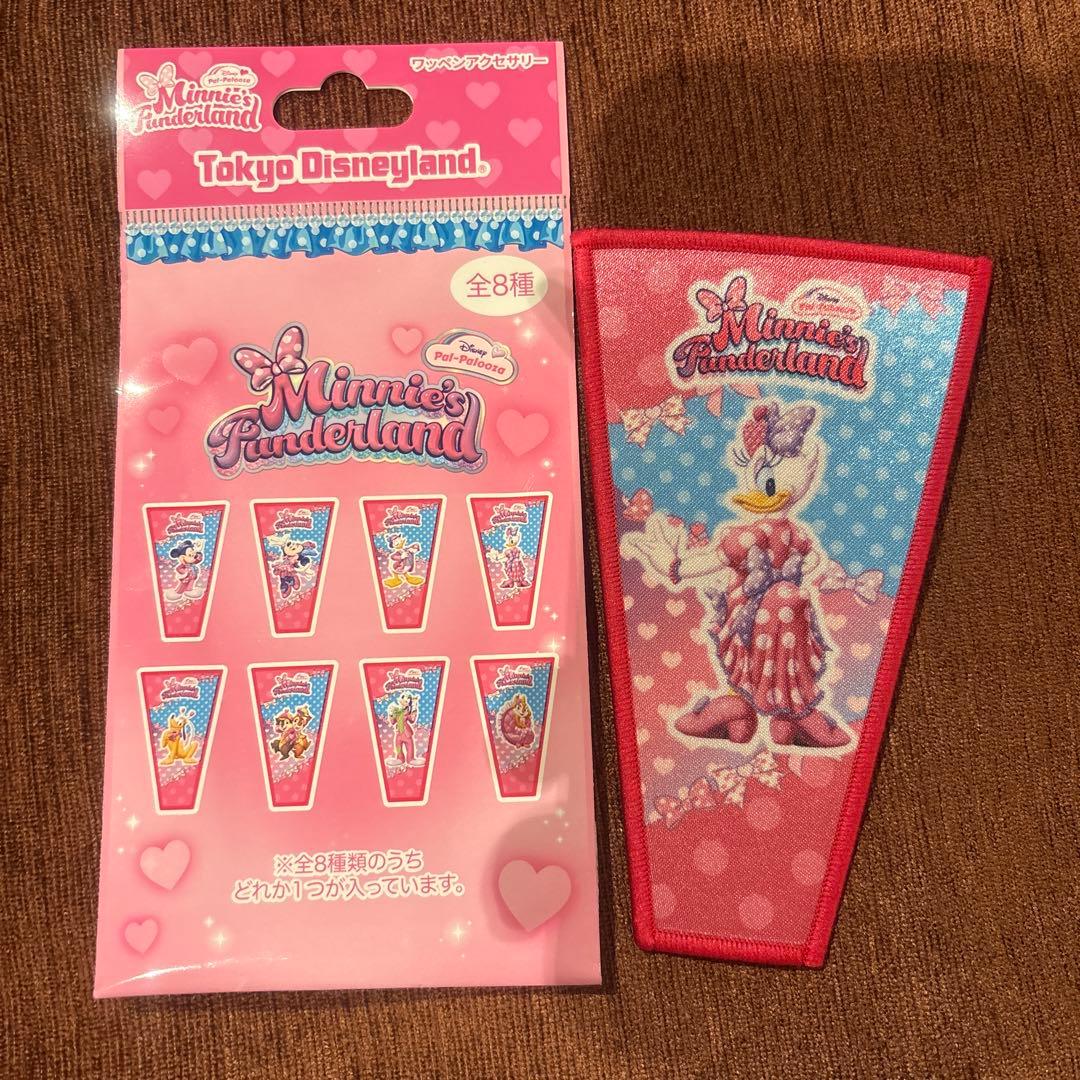 ワッペンアクセサリー
Disney
Pal-Palooza
Minnie's
Funderland
Tokyo Disneyland®
全8種
Disney
Pal-Palooza
Minnie's
Funderland
※全8種類のうち
どれか1つが入っています。
Disney
Pal-Palooza
Minnie's
Funderland